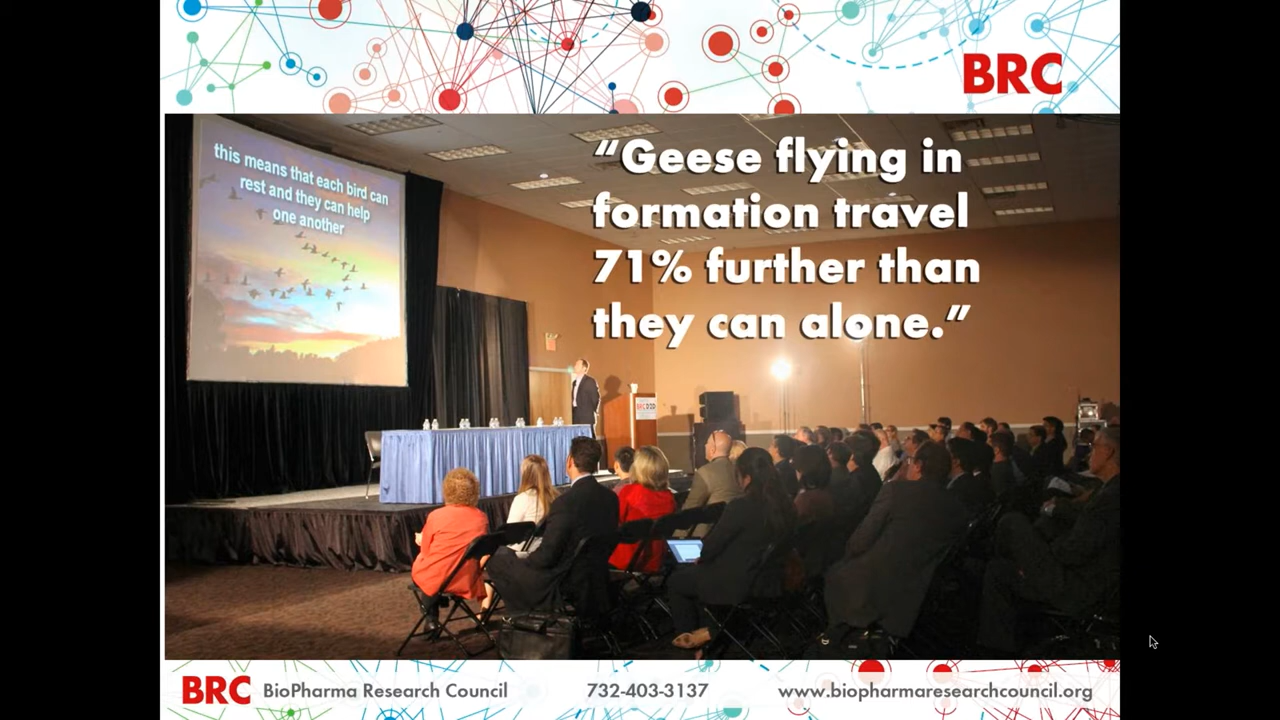 BRC
this means that each bird can
rest and they can help
one another
“Geese flying in
formation travel
71% further than
they can alone.”
BRC BioPharma Research Council 732-403-3137 www.biopharmaresearchcouncil.org